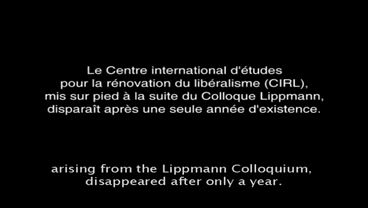 Le Centre international d'études
pour la rénovation du libéralisme (CIRL),
mis sur pied à la suite du Colloque Lippmann,
disparaît après une seule année d'existence.
arising from the Lippmann Colloquium,
disappeared after only a year.